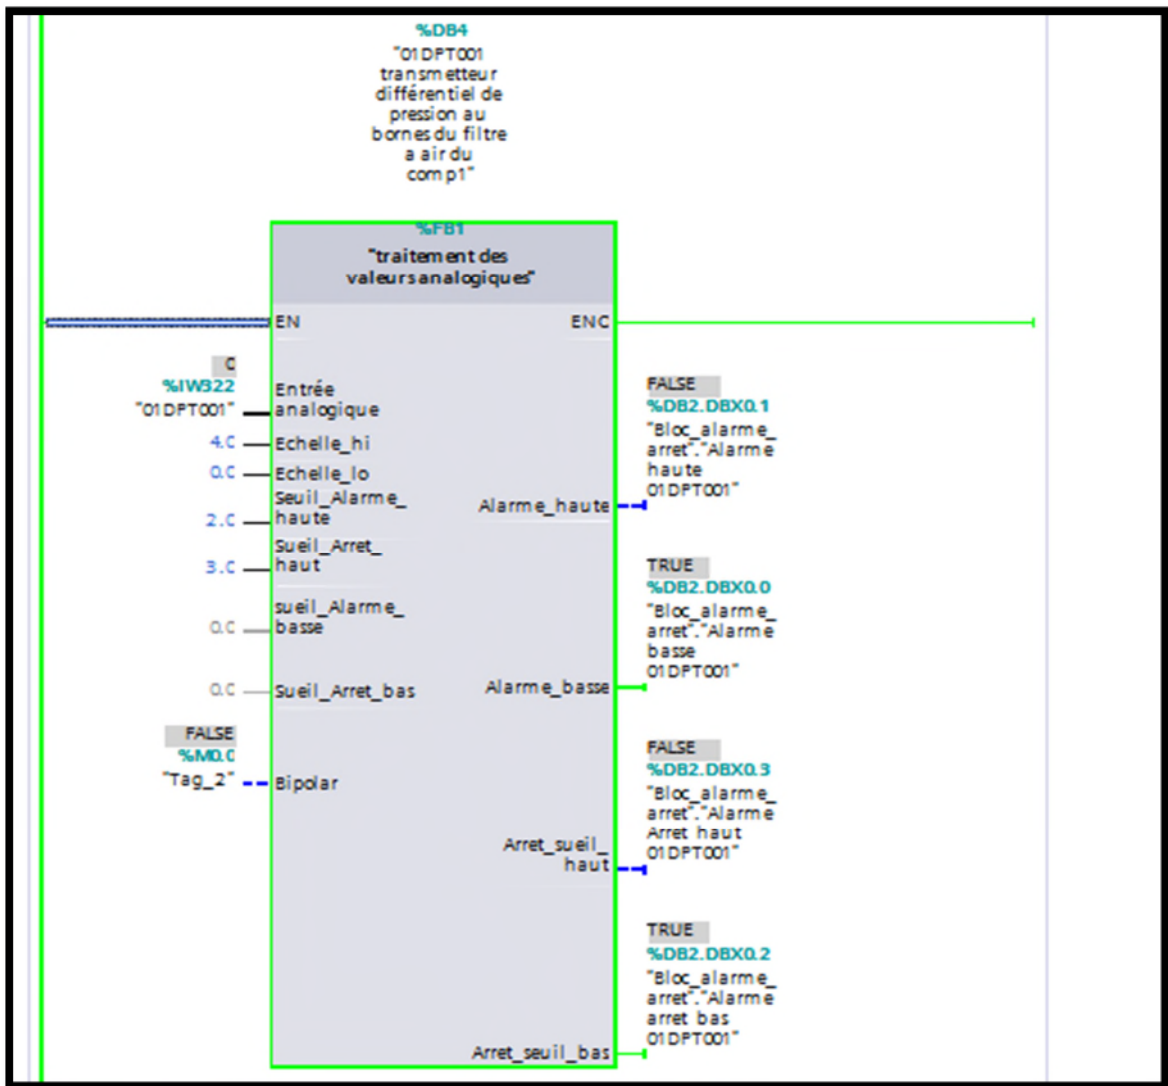 %DB4
"01DPT001
transmetteur
différentiel de
pression au
bornes du filtre
a air du
comp1"
%FB1
"traitement des
valeurs analogiques"
EN
ENC
0
%IW322
"01DPT001"
Entrée
analogique
4.0
Echelle_hi
0.0
Echelle_lo
2.0
Seuil_Alarme_
haute
3.0
Sueil_Arret_
haut
0.0
sueil_Alarme_
basse
0.0
Sueil_Arret_bas
FALSE
%M0.0
"Tag_2"
Bipolar
Alarme_haute
FALSE
%DB2.DBX0.1
"Bloc_alarme_
arret"."Alarme
haute
01DPT001"
Alarme_basse
TRUE
%DB2.DBX0.0
"Bloc_alarme_
arret"."Alarme
basse
01DPT001"
Arret_sueil_
haut
FALSE
%DB2.DBX0.3
"Bloc_alarme_
arret"."Alarme
Arret haut
01DPT001"
Arret_seuil_bas
TRUE
%DB2.DBX0.2
"Bloc_alarme_
arret"."Alarme
arret bas
01DPT001"